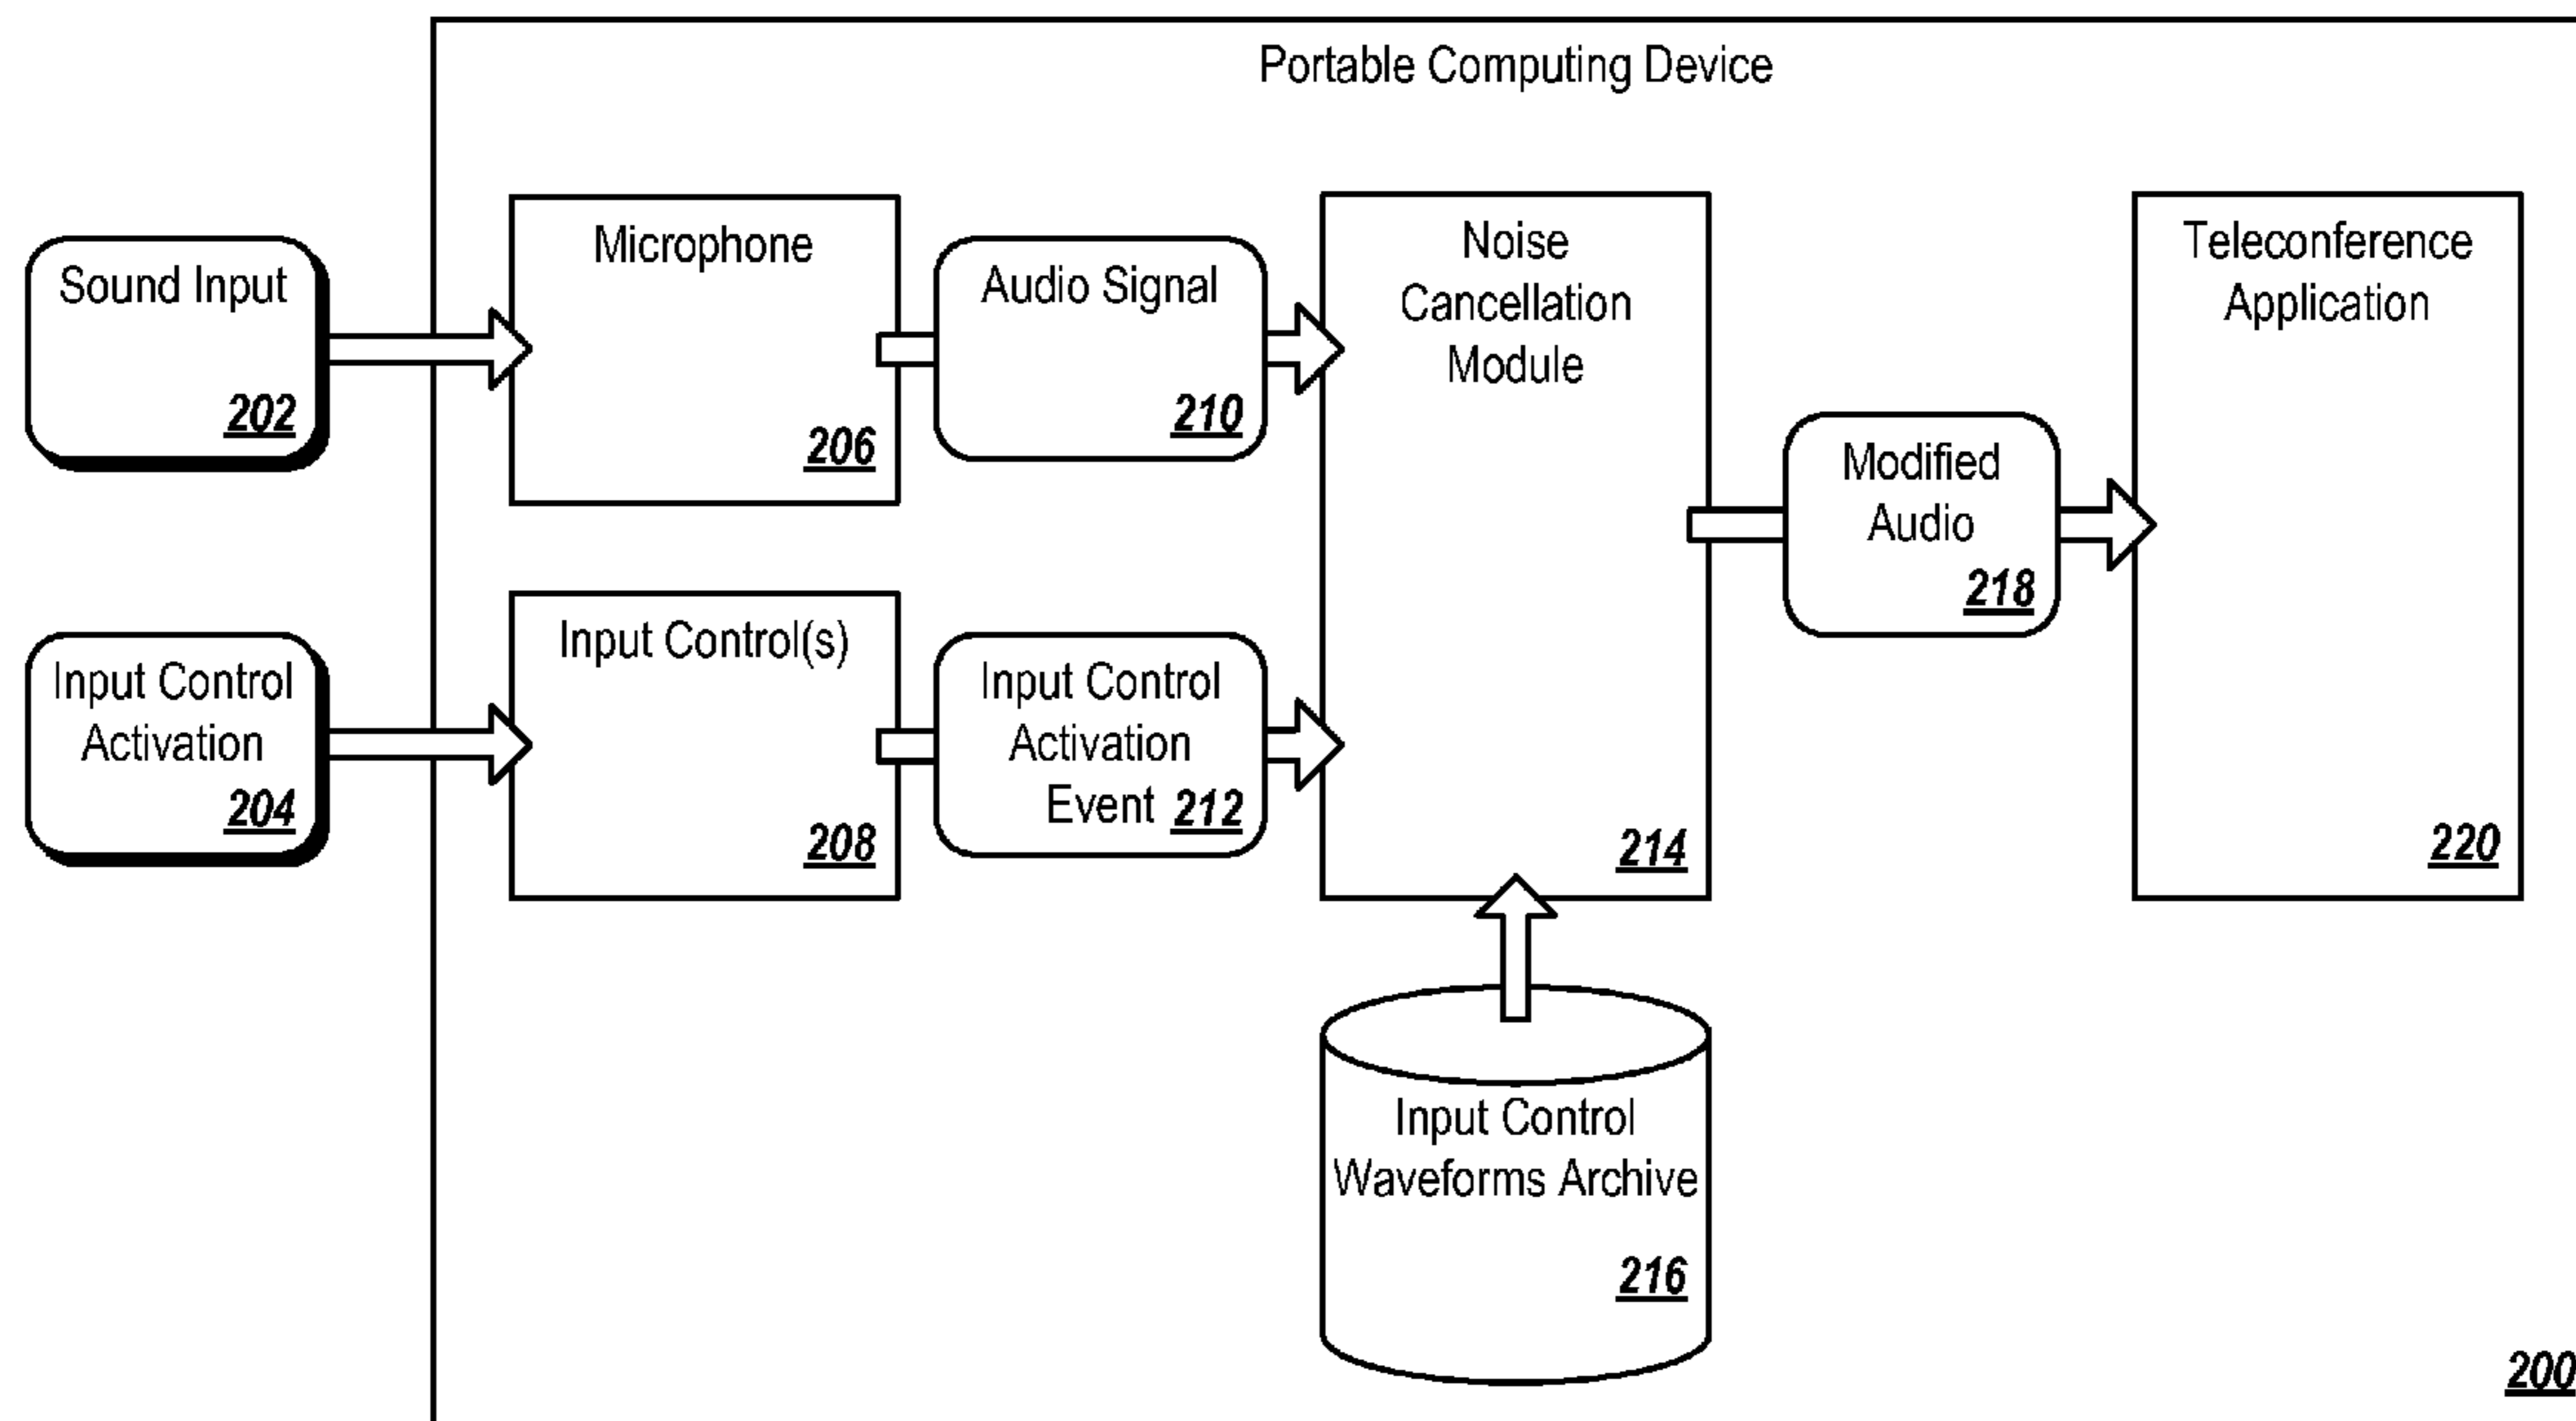 Portable Computing Device
Sound Input
202
Microphone
206
Audio Signal
210
Noise
Cancellation
Module
214
Teleconference
Application
220
Modified
Audio
218
Input Control
Activation
204
Input Control(s)
208
Input Control
Activation
Event 212
Input Control
Waveforms Archive
216
200